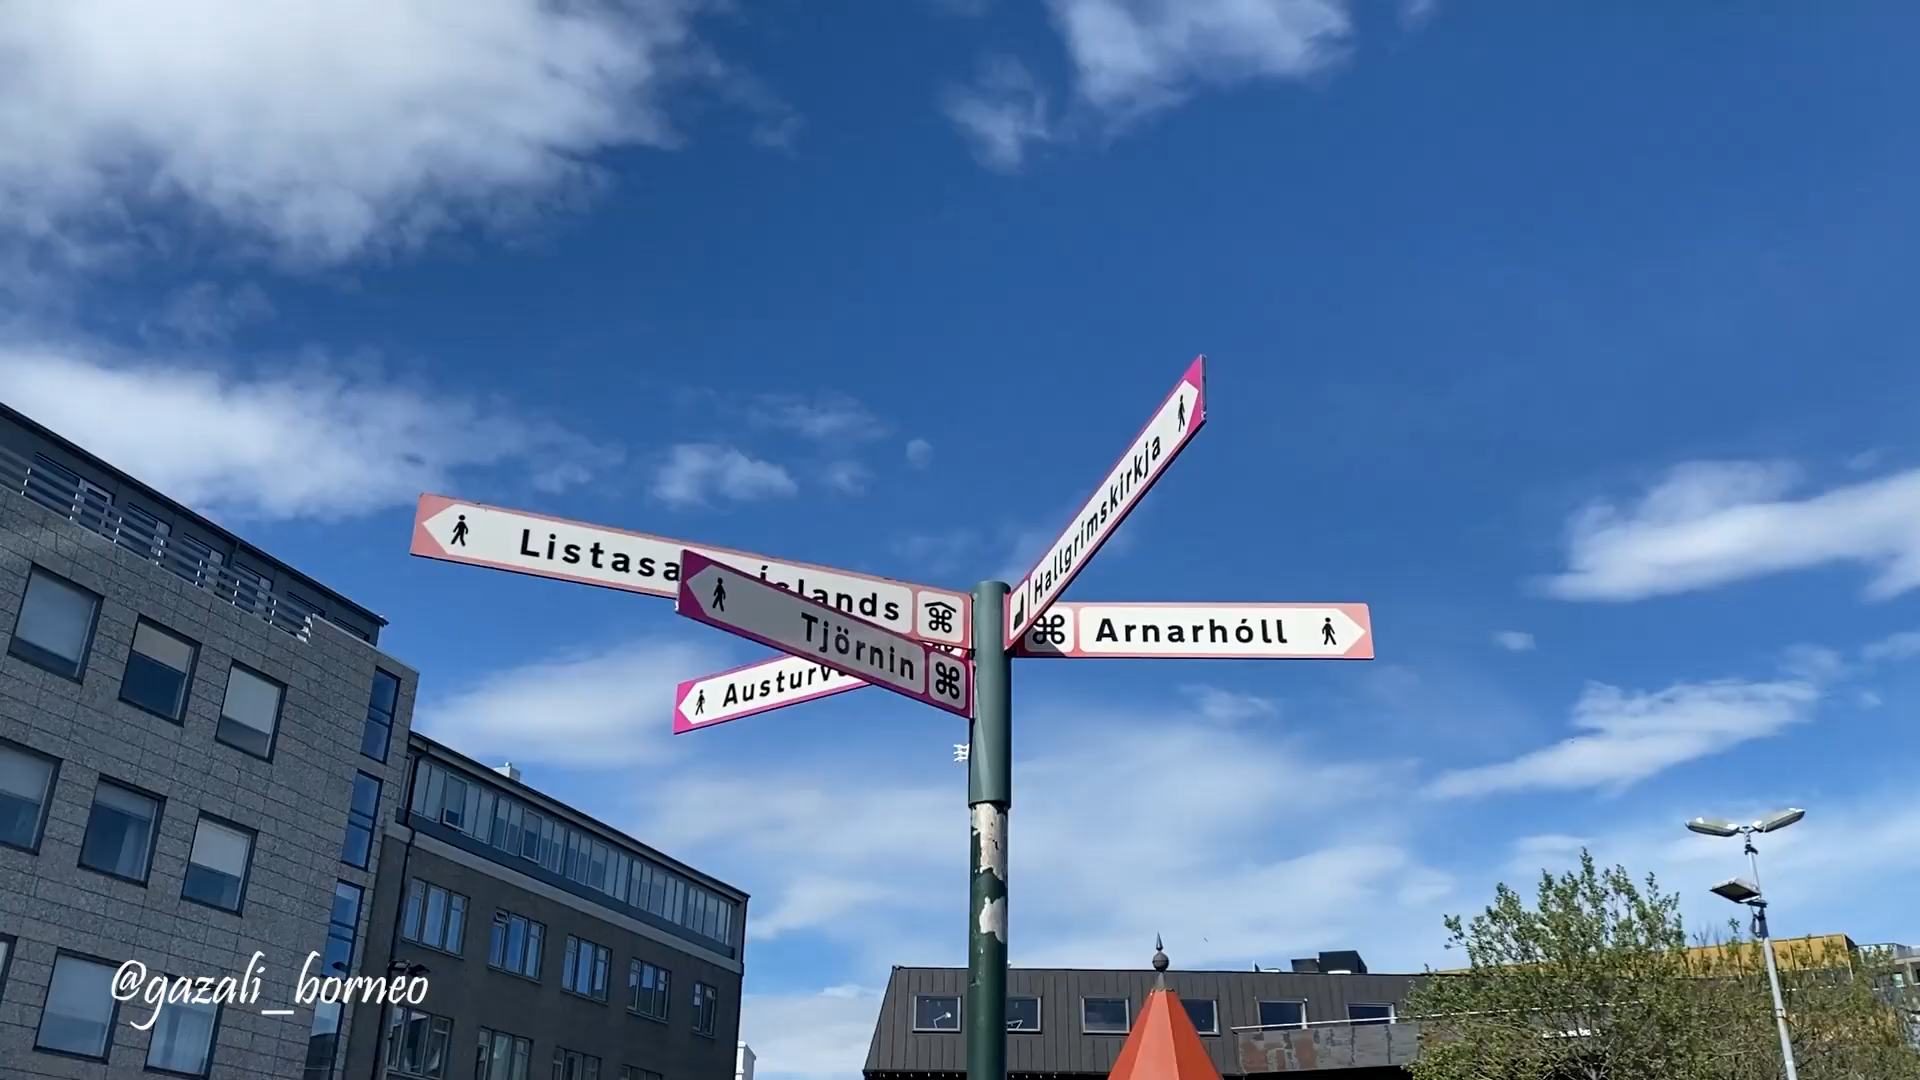 Listasa Íslands
Hallgrímskirkja
Arnarhóll
Tjörnin
Austurv
@gazali_borneo